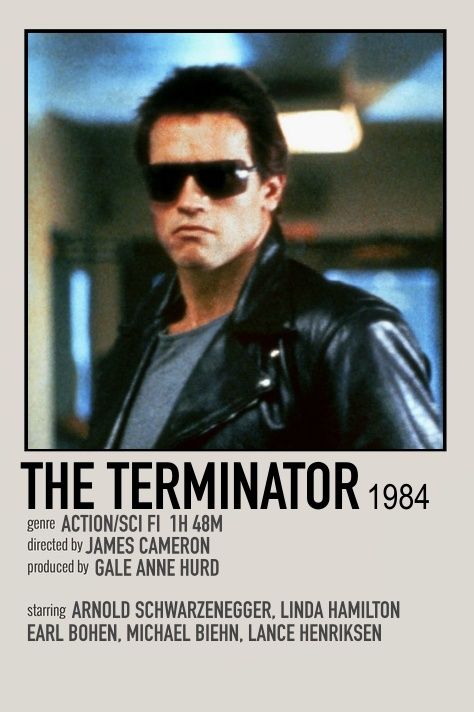 THE TERMINATOR 1984
genre ACTION/SCI FI 1H 48M
directed by JAMES CAMERON
produced by GALE ANNE HURD
starring ARNOLD SCHWARZENEGGER, LINDA HAMILTON
EARL BOHEN, MICHAEL BIEHN, LANCE HENRIKSEN